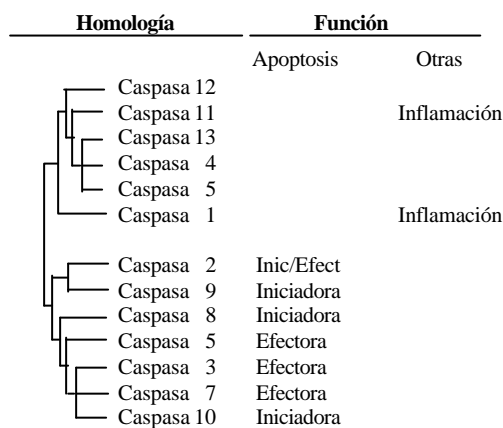 Homología Función
Apoptosis Otras
Caspasa 12
Caspasa 11 Inflamación
Caspasa 13
Caspasa 4
Caspasa 5
Caspasa 1 Inflamación
Caspasa 2 Inic/Efect
Caspasa 9 Iniciadora
Caspasa 8 Iniciadora
Caspasa 5 Efectora
Caspasa 3 Efectora
Caspasa 7 Efectora
Caspasa 10 Iniciadora